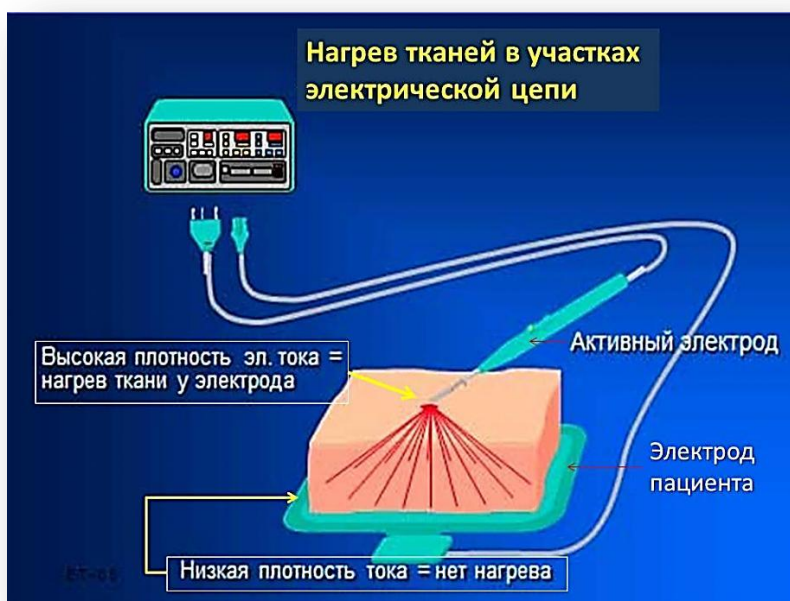 Нагрев тканей в участках
электрической цепи
Высокая плотность эл. тока =
нагрев ткани у электрода
Активный электрод
Электрод
пациента
Низкая плотность тока = нет нагрева